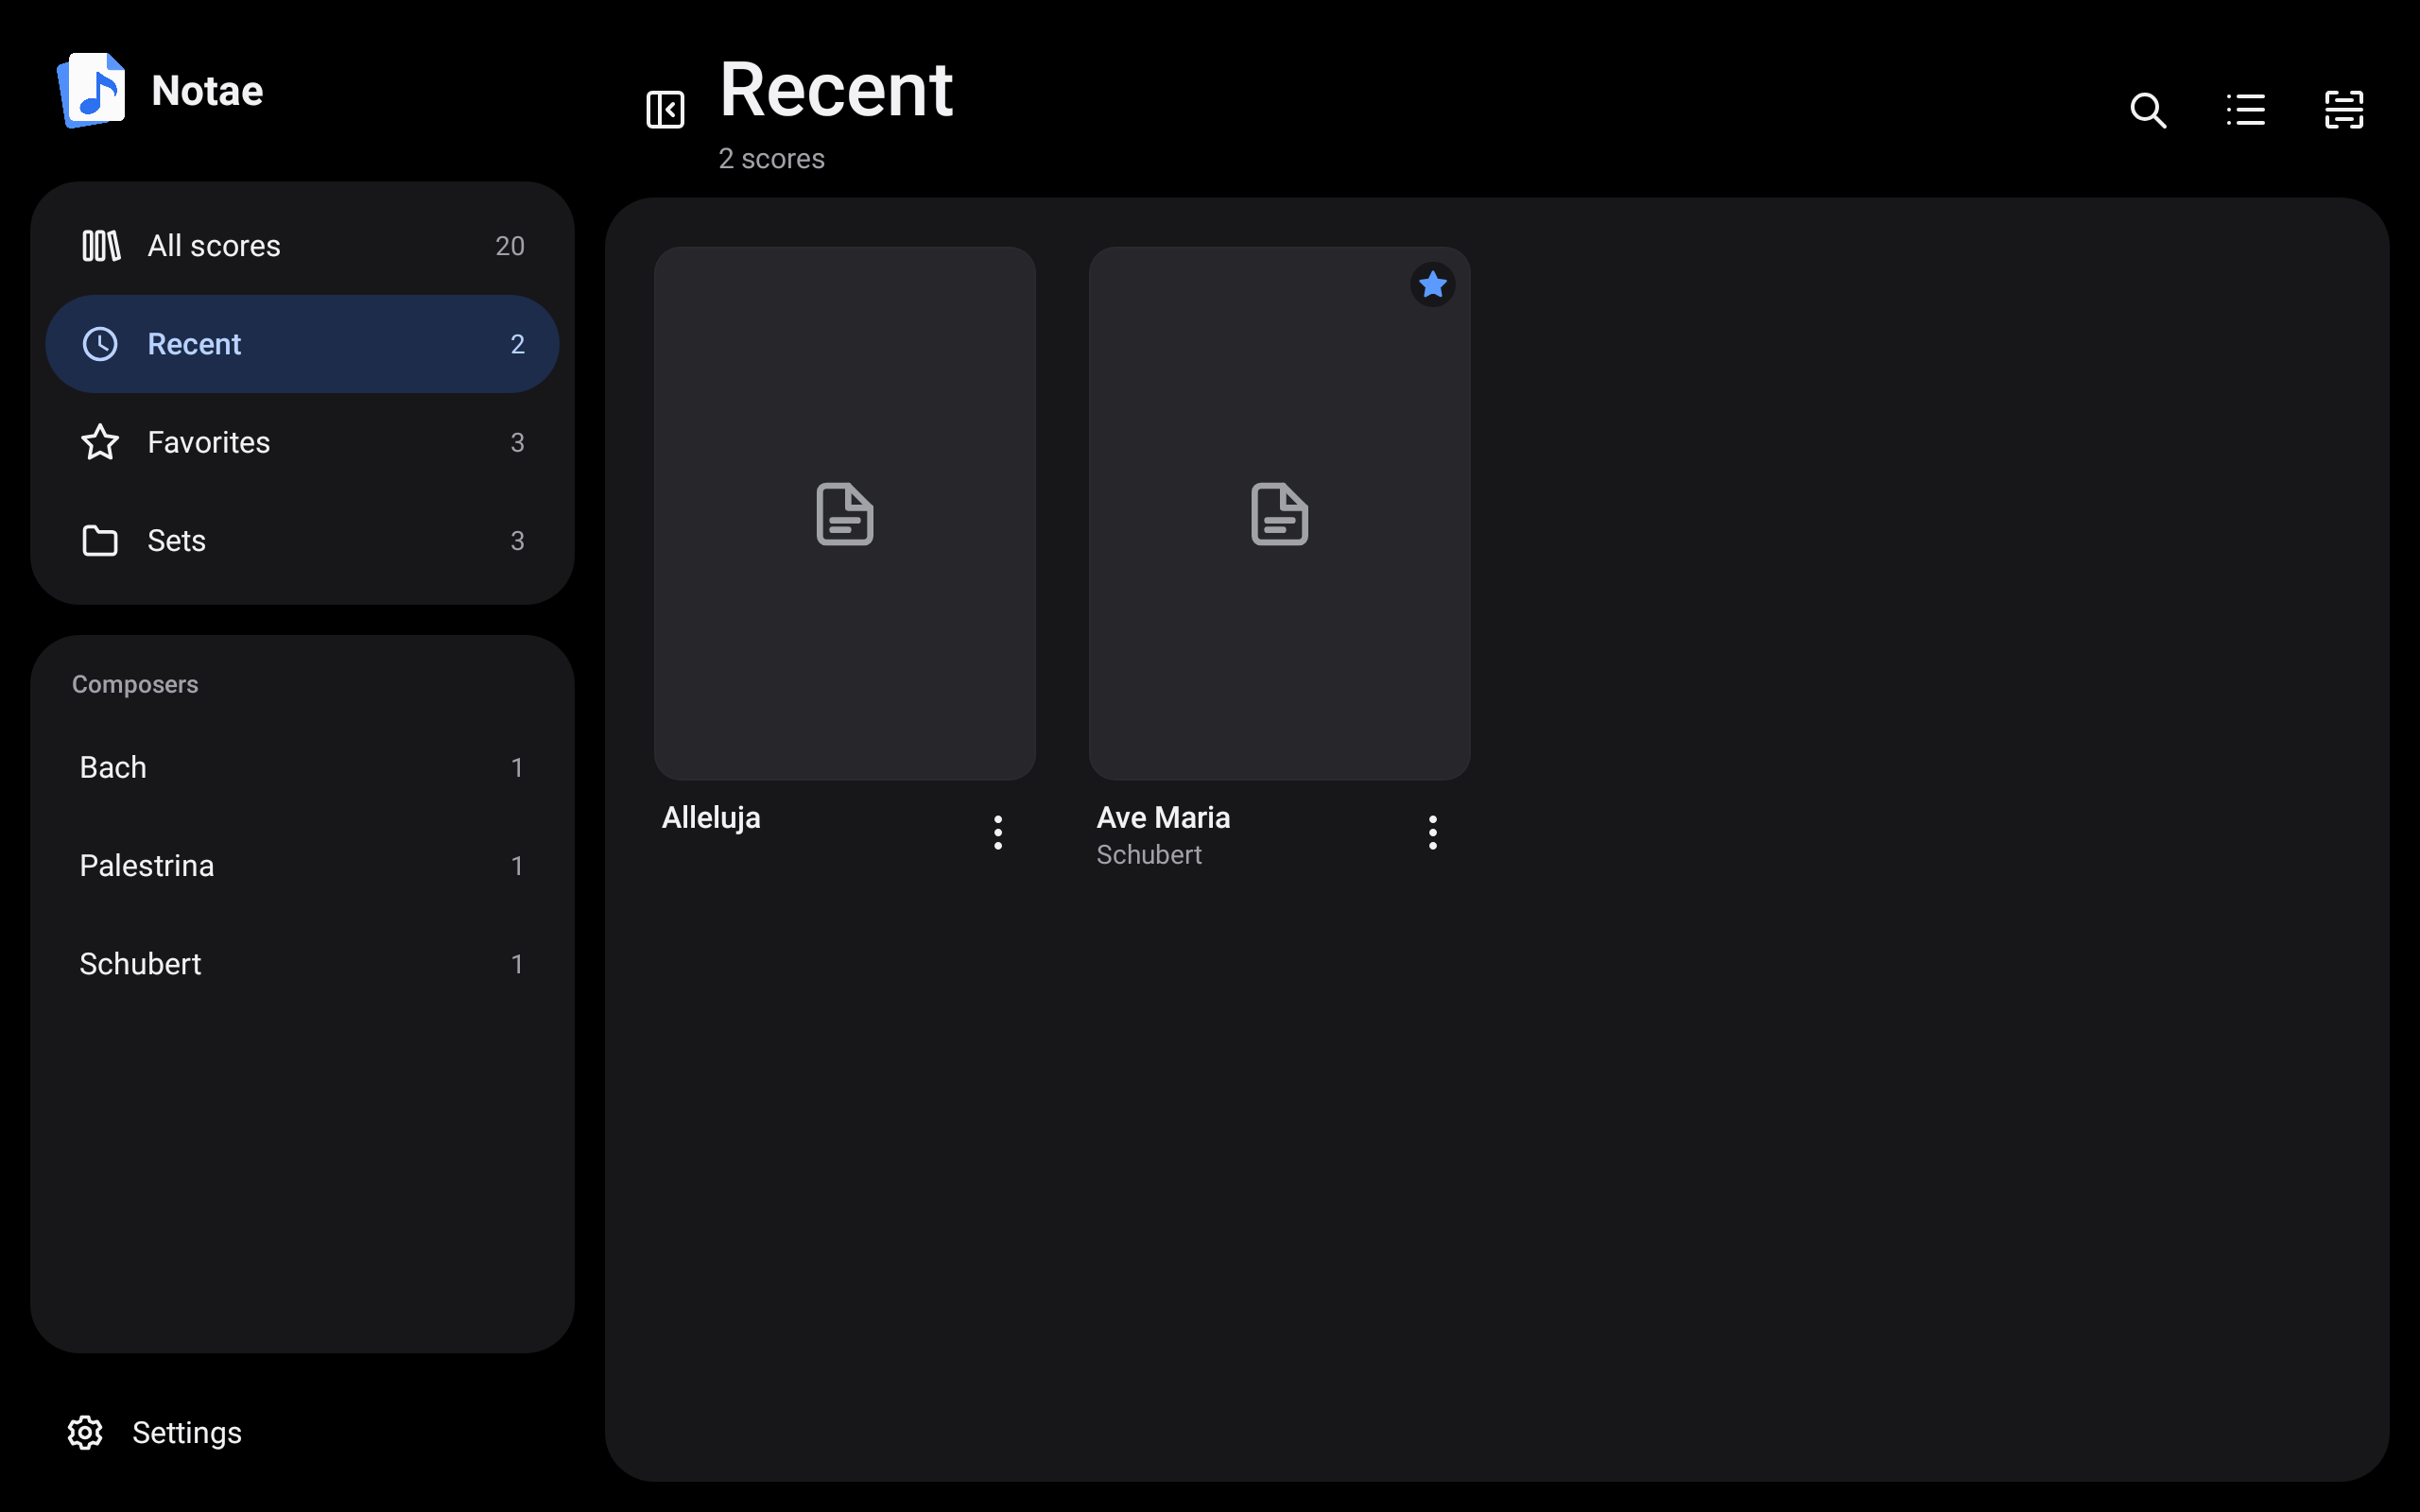 Notae
All scores 20
Recent 2
Favorites 3
Sets 3
Composers
Bach 1
Palestrina 1
Schubert 1
Settings
Recent
2 scores
Alleluja
Ave Maria
Schubert